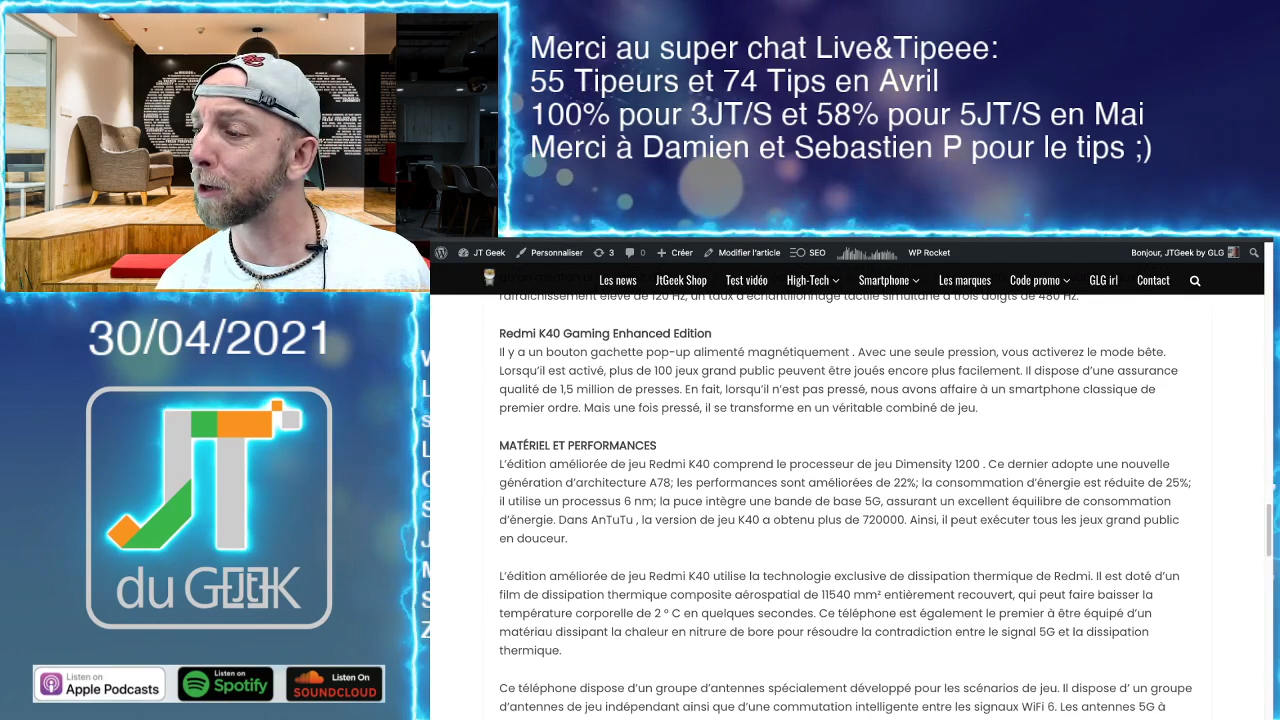 Merci au super chat Live&Tipeee:
55 Tipeurs et 74 Tips en Avril
100% pour 3JT/S et 58% pour 5JT/S en Mai
Merci à Damien et Sebastien P pour le tips ;)
JT Geek Personnaliser 3 0 Créer Modifier l'article SEO WP Rocket Bonjour, JTGeek by GLG
Les news JtGeek Shop Test vidéo High-Tech Smartphone Les marques Code promo GLG irl Contact
rafraîchissement élevé de 120 Hz, un taux d'échantillonnage tactile simultané à trois doigts de 480 Hz.
Redmi K40 Gaming Enhanced Edition
Il y a un bouton gachette pop-up alimenté magnétiquement . Avec une seule pression, vous activerez le mode bête.
Lorsqu'il est activé, plus de 100 jeux grand public peuvent être joués encore plus facilement. Il dispose d'une assurance
qualité de 1,5 million de presses. En fait, lorsqu'il n'est pas pressé, nous avons affaire à un smartphone classique de
premier ordre. Mais une fois pressé, il se transforme en un véritable combiné de jeu.
MATÉRIEL ET PERFORMANCES
L'édition améliorée de jeu Redmi K40 comprend le processeur de jeu Dimensity 1200 . Ce dernier adopte une nouvelle
génération d'architecture A78; les performances sont améliorées de 22%; la consommation d'énergie est réduite de 25%;
il utilise un processus 6 nm; la puce intègre une bande de base 5G, assurant un excellent équilibre de consommation
d'énergie. Dans AnTuTu , la version de jeu K40 a obtenu plus de 720000. Ainsi, il peut exécuter tous les jeux grand public
en douceur.
L'édition améliorée de jeu Redmi K40 utilise la technologie exclusive de dissipation thermique de Redmi. Il est doté d'un
film de dissipation thermique composite aérospatial de 11540 mm² entièrement recouvert, qui peut faire baisser la
température corporelle de 2 ° C en quelques secondes. Ce téléphone est également le premier à être équipé d'un
matériau dissipant la chaleur en nitrure de bore pour résoudre la contradiction entre le signal 5G et la dissipation
thermique.
Ce téléphone dispose d'un groupe d'antennes spécialement développé pour les scénarios de jeu. Il dispose d' un groupe
d'antennes de jeu indépendant ainsi que d'une commutation intelligente entre les signaux WiFi 6. Les antennes 5G à
30/04/2021
JT
du GEEK
Listen on
Apple Podcasts
Listen on
Spotify
Listen On
SOUNDCLOUD